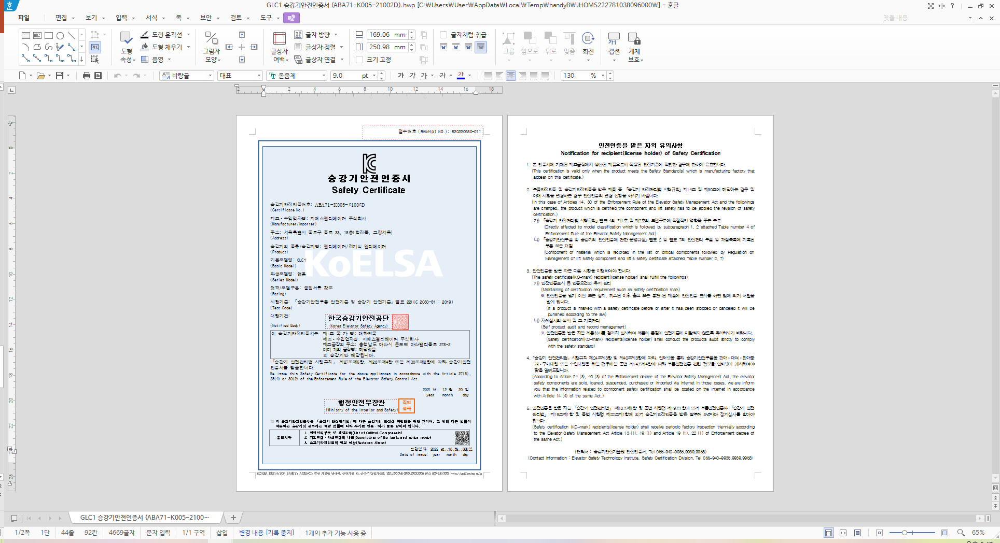 GLC1 승강기안전인증서 (ABA71-K005-21002D).hwp [C:₩Users₩User₩AppData₩Local₩Temp₩handy8₩JHOMS222781038096000₩] - 한글
파일 편집 보기 입력 서식 쪽 보안 검토 도구
찾을 내용
도형 속성
도형 윤곽선
도형 채우기
음영
그림자 모양
글상자 여백
글자 방향
글상자 정렬
글상자 연결
169.06 mm
250.98 mm
크기 고정
글자처럼 취급
그룹 앞으로 뒤로 맞춤 회전
가1
캡션
개체 보호
바탕글 대표 돋움체 9.0 pt 가 가 가 가 가 130 %
2 2 4 6 8 10 12 14 16 18
접수번호 (Receipt NO.): B20220930-011
승강기안전인증서
Safety Certificate
승강기안전인증번호: ABA71-K005-21002D
(Certificate No.)
제조·수입업자명: 지에스엘리베이터 주식회사
(Manufacturer/importer)
주소: 서울특별시 종로구 종로 33, 18층(청진동, 그랑서울)
(Address)
승강기의 종류/승강기명: 엘리베이터/전기식 엘리베이터
(Product)
KoELSA
기본모델명: GLC1
(Basic Model)
파생모델명: 없음
(Series Model)
정격/모델구분: 붙임서류 참조
(Rating)
시험기준: 「승강기안전부품 안전기준 및 승강기 안전기준」별표 22(KC 2050-51 : 2019)
(Test Code)
대행기관:
한국승강기안전공단
(Notified Body)
(Korea Elevator Safety Agency)
이 승강기안전인증서는 제 조 국 가 명: 대한민국
제조·수입업자명: 지에스엘리베이터 주식회사
제조공장의 주소: 충청남도 아산시 둔포면 아산밸리중로 278-2
여러 개의 공장명: 해당없음
의 승강기만 해당됩니다.
「승강기 안전관리법 시행규칙」 제27조제5항, 제28조제4항 또는 제30조제2항에 따라 승강기안전
인증서를 발급합니다.
We issue this Safety Certificate for the above appliances in accordance with the Article 27(5),
28(4) or 30(2) of the Enforcement Rule of the Elevator Safety Control Act.
2021 년 12 월 20 일
year month day
행정안전부장관
(Ministry of the Interior and Safety)
직인
생략
※ 이 승강기안전인증서는 「승강기 안전관리법」에 따른 승강기의 안전성 확인만을 위한 것이며, 그 밖의 다른 법률이
적용되는 승강기의 경우에는 해당 법률에 따라 추가로 인증·허가 등을 받아야 합니다.
붙임서류
1. 안전관리부품 및 재질목록(List of Critical Components)
2. 기본모델·파생모델의 내용(Descriptions of the basic and series model)
3. 승강기안전인증의 변경 현황(Revisions Status)
발행일자: 2022 년 10 월 05일
Date of issue: year month day
안전인증을 받은 자의 유의사항
Notification for recipient(license holder) of Safety Certification
1. 본 인증서에 기재된 제조공장에서 생산된 제품으로서 적용된 안전기준에 적합한 경우에 한하여 유효합니다.
(This certification is valid only when the product meets the Safety Standard(s) which is manufacturing factory that
appear on this certificate.)
2. 부품안전인증 및 승강기안전인증을 받은 제품 중 「승강기 안전관리법 시행규칙」제14조 및 제30조에 해당하는 경우 및
아래 사항을 변경하는 경우 안전인증의 변경 신청을 하시기 바랍니다.
(In this case of Articles 14, 30 of the Enforcement Rule of the Elevator Safety Management Act and the followings
are changed, the product which is certified the component and lift safety has to be applied the revision of safety
certification.)
가) 「승강기 안전관리법 시행규칙」별표 4의 제1호 및 제2호의 모델구분에 직접적인 영향을 주는 부분
(Directly affected to model classification which is followed by subparagraph 1, 2 attached Table number 4 of
Enforcement Rule of the Elevator Safety Management Act)
나) 「승강기안전부품 및 승강기의 안전인증에 관한 운영규정」별표 2 및 별표 7의 안전관리 부품 및 재질목록에 기록된
부품 또는 재질
(Component or material which is recorded in the list of critical components followed by Regulation on
Management of lift safety component and lift's safety certificate attached Table number 2, 7)
3. 안전인증을 받은 자는 다음 사항을 이행하여야 합니다.
(The safety certificate(KC-mark) recipient(license holder) shall fulfill the followings)
가) 안전인증표시 등 인증요건의 유지 관리
(Maintaining of certification requirement such as safety certification mark)
※ 안전인증을 받기 이전 또는 정지, 취소된 이후 출고 또는 통관 된 제품에 안전인증 표시를 하면 법에 의거 처벌을
받게 됩니다.
(If a product is marked with a safety certificate before or after it has been stopped or canceled it will be
punished according to the law)
나) 자체심사의 실시 및 그 기록관리
(Self product audit and record management)
※ 안전인증을 받은 자는 제품심사를 철저히 실시하여 제품의 품질이 안전기준에 미달되지 않도록 유의하시기 바랍니다.
(Safety certification(KC-mark) recipients(license holder) shall conduct the products audit strictly to comply
with the safety standard)
4. 「승강기 안전관리법」시행규칙 제24조제3항 및 제40조제3항에 따라, 인터넷을 통해 승강기안전부품을 판매·대여·판매중
개·구매대행 또는 수입대행을 하는 경우에는 동법 제14조제4항에 따라 부품안전인증 관련 정보를 인터넷에 게시하여야
함을 알려드립니다.
(According to Article 24 (3), 40 (3) of the Enforcement decree of the Elevator Safety Management Act, the elevator
safety components are sold, loaned, suspended, purchased or imported via Internet in those cases, we are inform
you that the information related to component safety certification shall be posted on the Internet in accordance
with Article 14 (4) of the same Act.)
5. 안전인증을 받은 자는 「승강기 안전관리법」 제13조제1항 및 동법 시행령 제19조1항에 의거 부품안전인증과 「승강기 안전
관리법」 제19조제1항 및 동법 시행령 제22조제1항에 의거 승강기안전인증을 받은 날부터 3년마다 정기심사를 받아야
합니다.
(Safety certification (KC-mark) recipients(license holder) shall receive periodic factory inspection triennially according
to the Elevator Safety Management Act Article 13 (1), 19 (1) and Article 19 (1), 22 (1) of Enforcement decree of
the same Act.)
(연락처 : 승강기안전기술원 안전인증처, Tel 055-940-9935,9939,9958)
(Contact Information : Elevator Safety Technology Institute, Safety Certification Division, Tel 055-940-9935,9939,9958)
GLC1 승강기안전인증서 (ABA71-K005-2100…
1/2쪽 1단 44줄 92칸 4669글자 문자 입력 1/1 구역 삽입 변경 내용 [기록 중지] 1개의 추가 기능 사용 중
65%